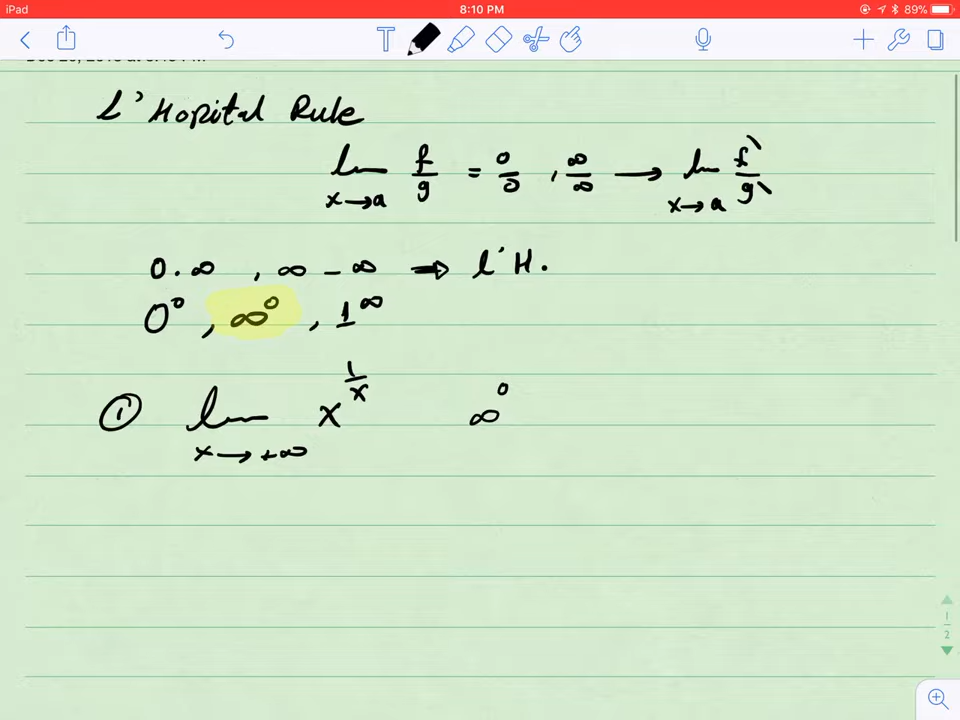 iPad 8:10 PM 89%
T
L'Hopital Rule
lim x→a f/g = 0/0 , ∞/∞ → lim x→a f`/g`
0.∞ , ∞ - ∞ ⇒ l'H.
0⁰ , ∞⁰ , 1^∞
① lim x→+∞ x^(1/x) ∞⁰
1
2